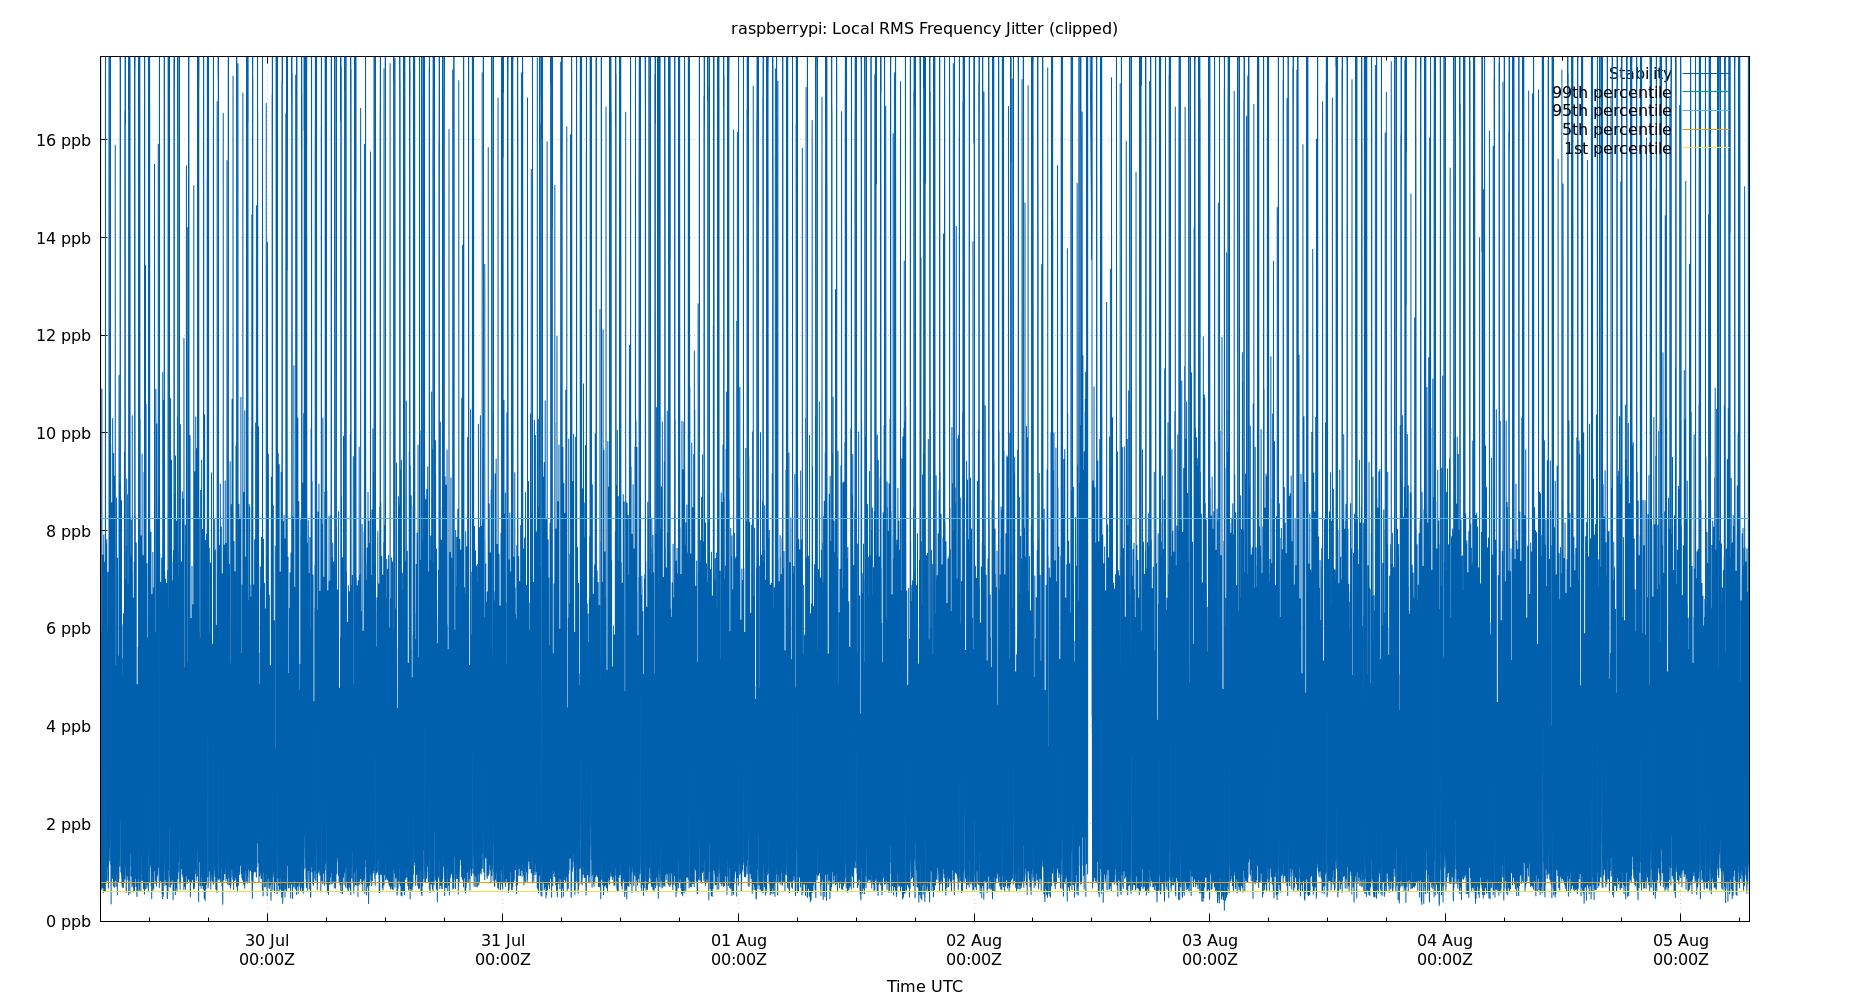 raspberrypi: Local RMS Frequency Jitter (clipped)
Stability
99th percentile
95th percentile
5th percentile
1st percentile
16 ppb
14 ppb
12 ppb
10 ppb
8 ppb
6 ppb
4 ppb
2 ppb
0 ppb
30 Jul 31 Jul 01 Aug 02 Aug 03 Aug 04 Aug 05 Aug
00:00Z 00:00Z 00:00Z 00:00Z 00:00Z 00:00Z 00:00Z
Time UTC